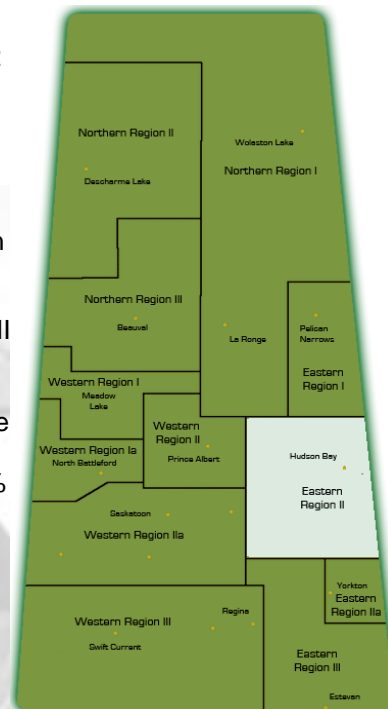 Northern Region II
Descharme Lake
Wolaston Lake
Northern Region I
Northern Region III
Beauval
La Ronge
Pelican
Narrows
Eastern
Region I
Western Region I
Meadow
Lake
Western
Region II
Prince Albert
Western Region Ia
North Battleford
Hudson Bay
Eastern
Region II
Saskatoon
Western Region IIa
Yorkton
Eastern
Region IIa
Western Region III
Swift Current
Regina
Eastern
Region III
Estevan